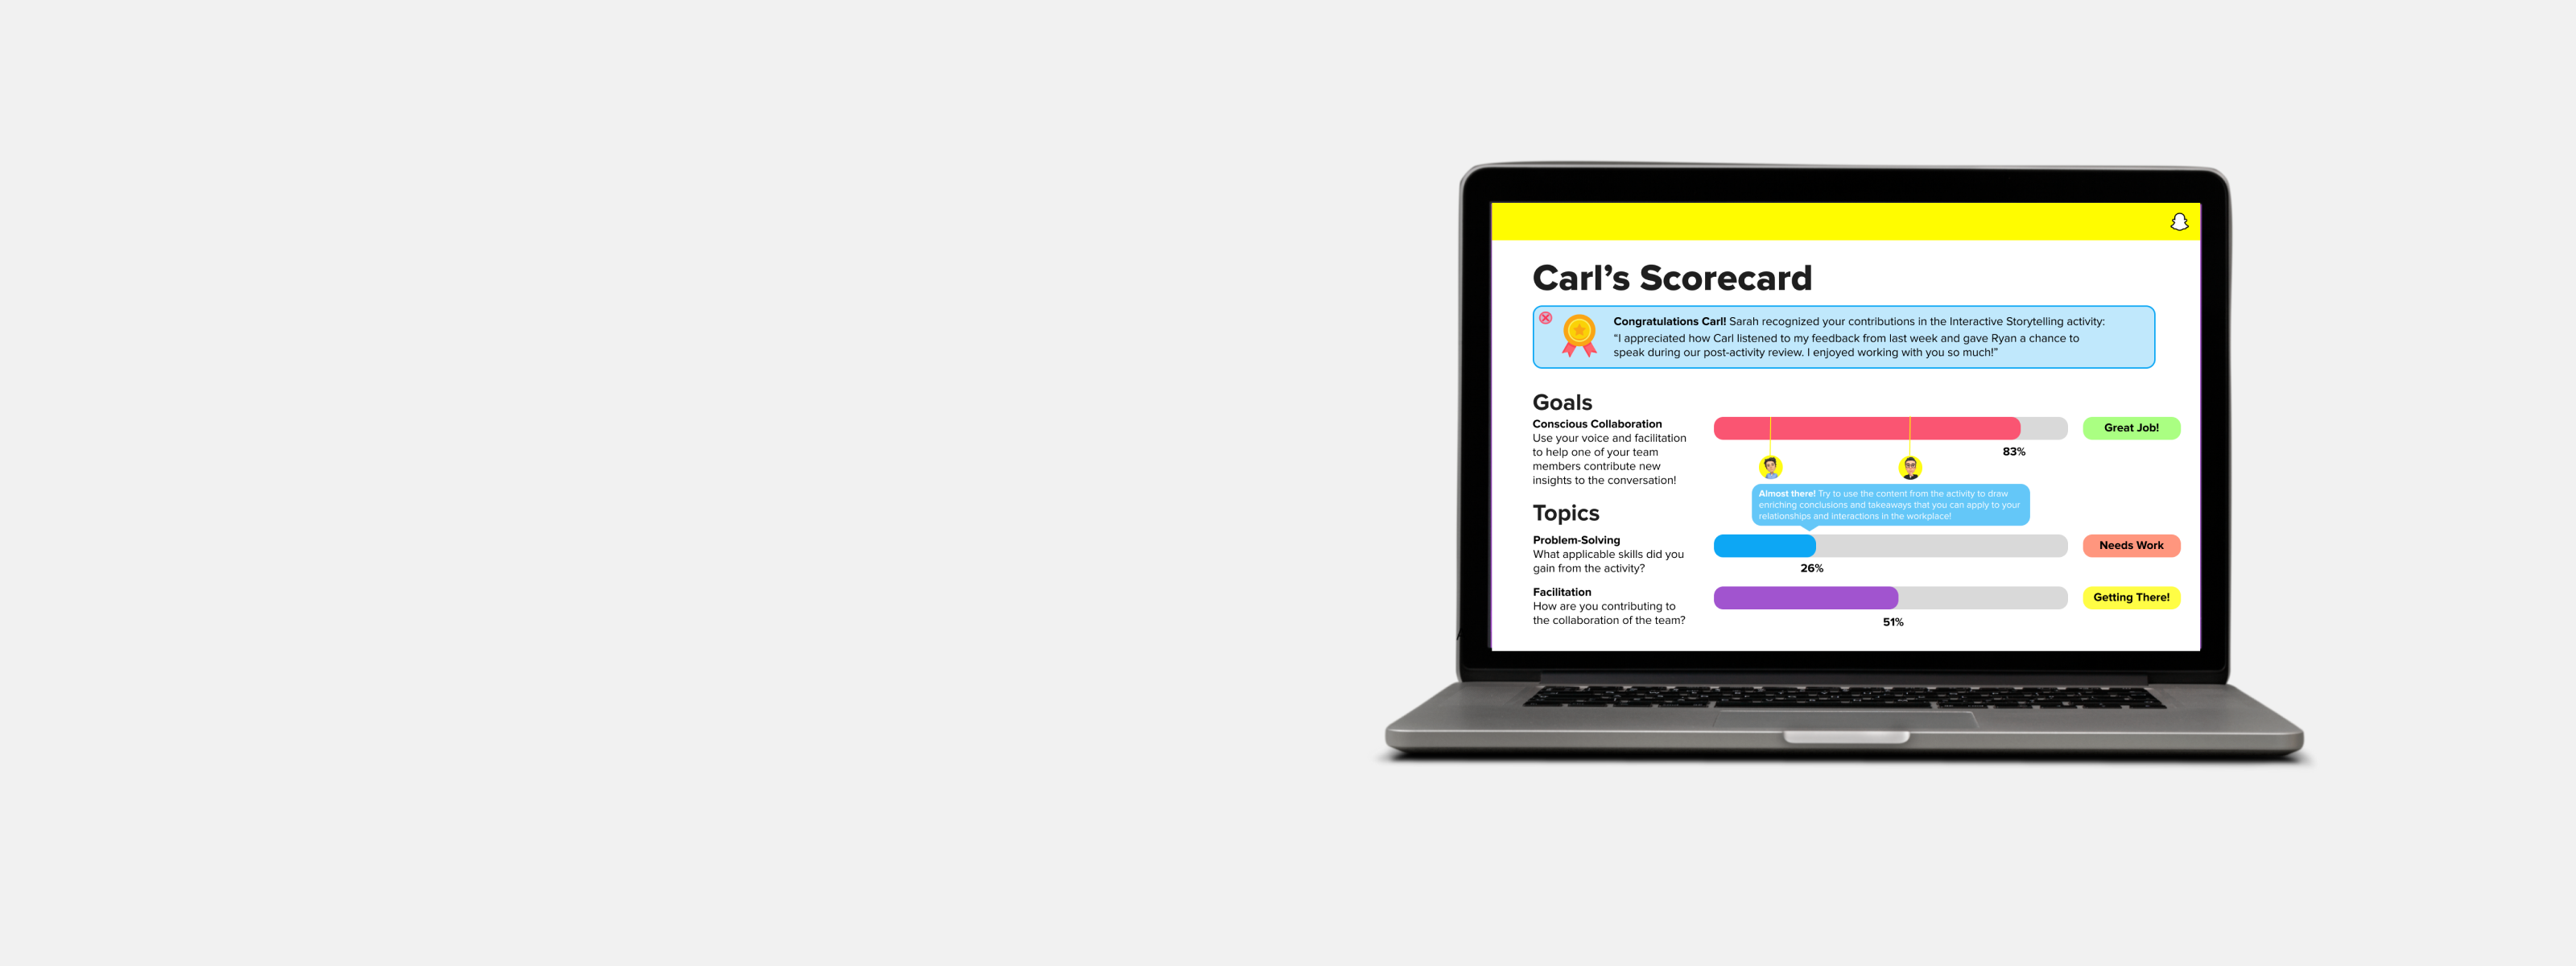 Carl’s Scorecard
Congratulations Carl! Sarah recognized your contributions in the Interactive Storytelling activity:
“I appreciated how Carl listened to my feedback from last week and gave Ryan a chance to
speak during our post-activity review. I enjoyed working with you so much!”
Goals
Conscious Collaboration
Use your voice and facilitation
to help one of your team
members contribute new
insights to the conversation!
Great Job!
83%
Almost there! Try to use the content from the activity to draw
enriching conclusions and takeaways that you can apply to your
relationships and interactions in the workplace!
Topics
Problem-Solving
What applicable skills did you
gain from the activity?
Needs Work
26%
Facilitation
How are you contributing to
the collaboration of the team?
Getting There!
51%